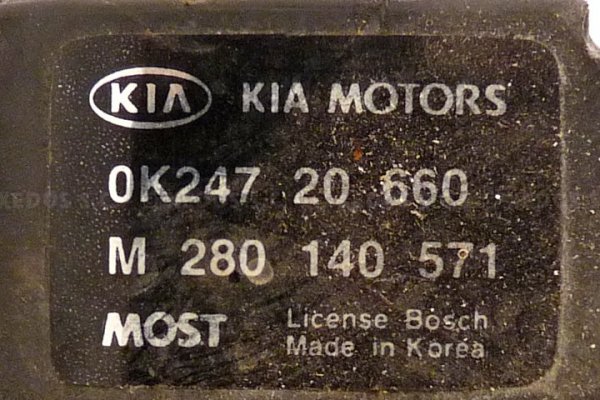 KIA KIA MOTORS
0K247 20 660
M 280 140 571
MOST License Bosch
Made in Korea